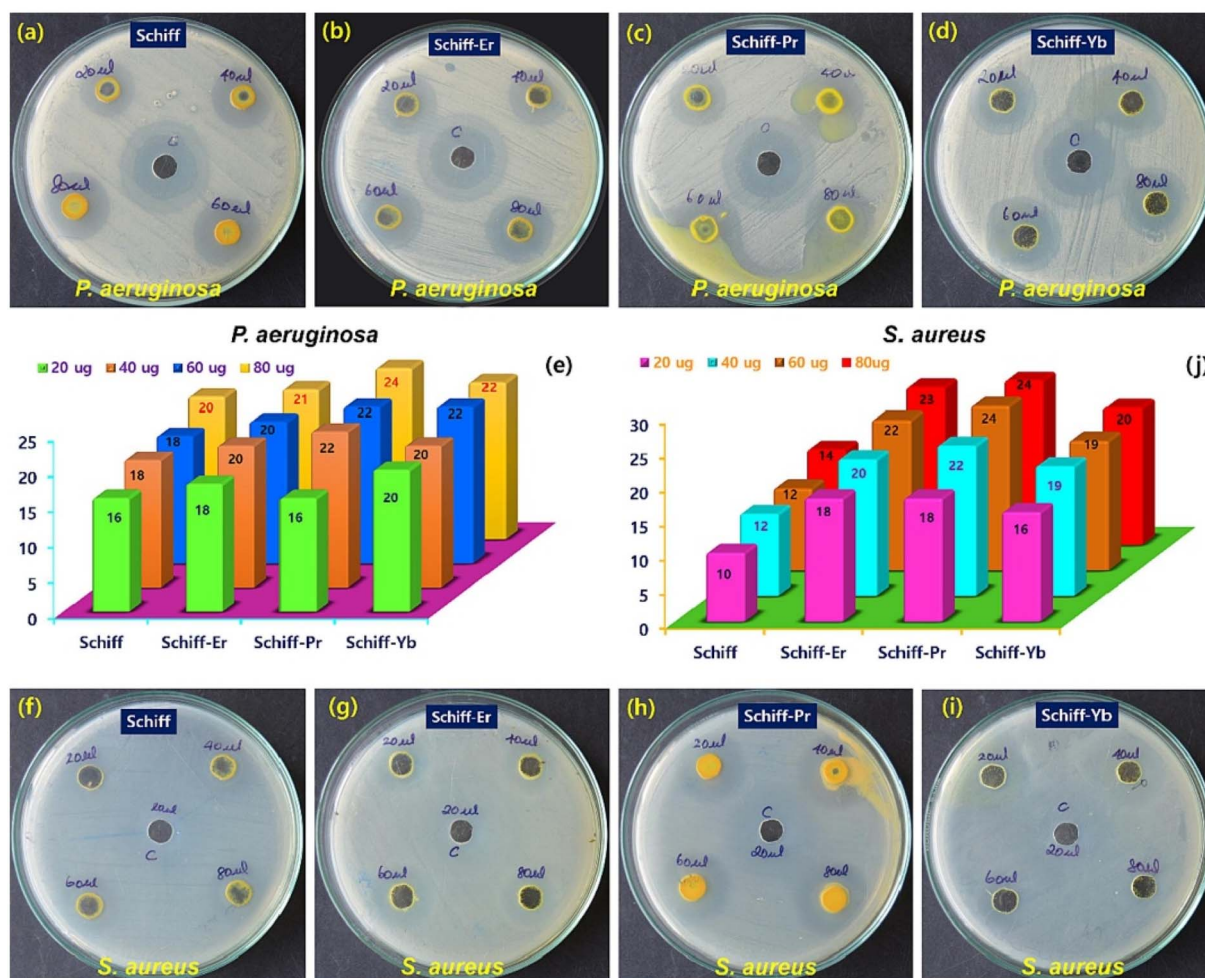 (a) Schiff
20ul 40ul
C
80ul
60ul
P. aeruginosa
(b) Schiff-Er
20ul 40ul
C
60ul 80ul
P. aeruginosa
(c) Schiff-Pr
40ul
60ul 80ul
P. aeruginosa
(d) Schiff-Yb
20ul 40ul
80ul
60ul
P. aeruginosa
P. aeruginosa
20 ug 40 ug 60 ug 80 ug
(e)
25
20
15
10
5
0
16 18 16 20
18 20 22 20
18 20 22 22
20 21 24 22
Schiff Schiff-Er Schiff-Pr Schiff-Yb
S. aureus
20 ug 40 ug 60 ug 80ug
(j)
30
25
20
15
10
5
0
10 18 18 16
12 20 22 19
12 22 24 19
14 23 24 20
Schiff Schiff-Er Schiff-Pr Schiff-Yb
(f) Schiff
20ul 40ul
20ul
C
60ul 80ul
S. aureus
(g) Schiff-Er
20ul 40ul
20ul
C
60ul 80ul
S. aureus
(h) Schiff-Pr
20ul 40ul
C
20ul
60ul 80ul
S. aureus
(i) Schiff-Yb
20ul 40ul
C
20ul
60ul 80ul
S. aureus